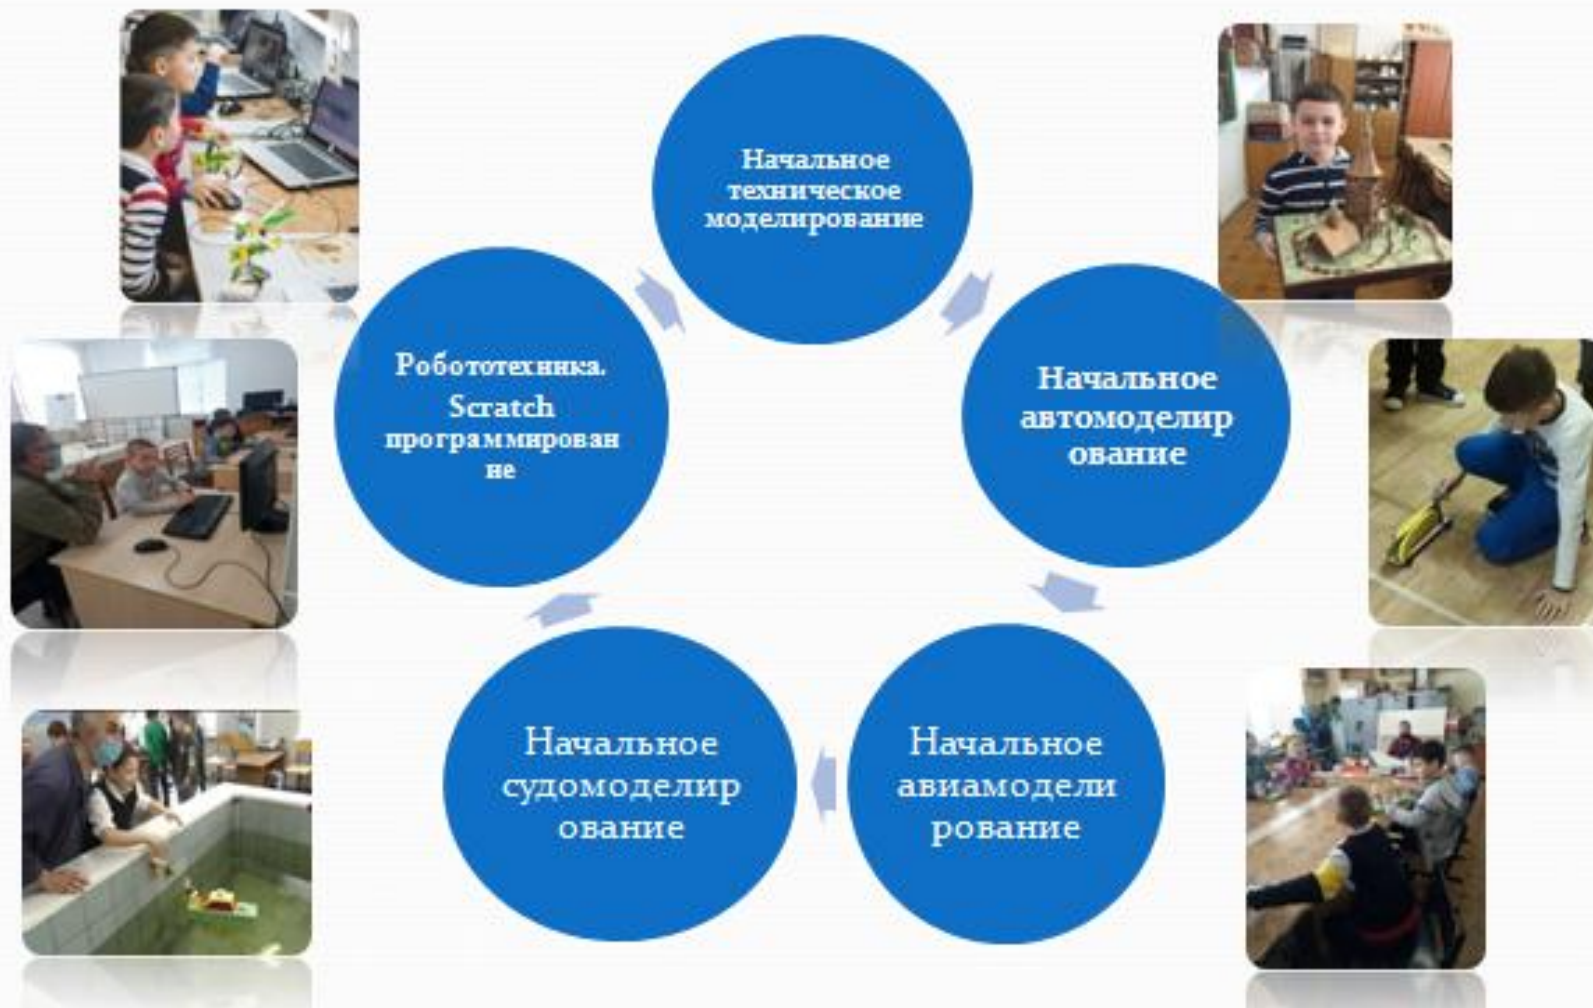 Начальное
техническое
моделирование
Начальное
автомоделир
ование
Начальное
авиамодели
рование
Начальное
судомоделир
ование
Робототехника.
Scratch
программирован
ие